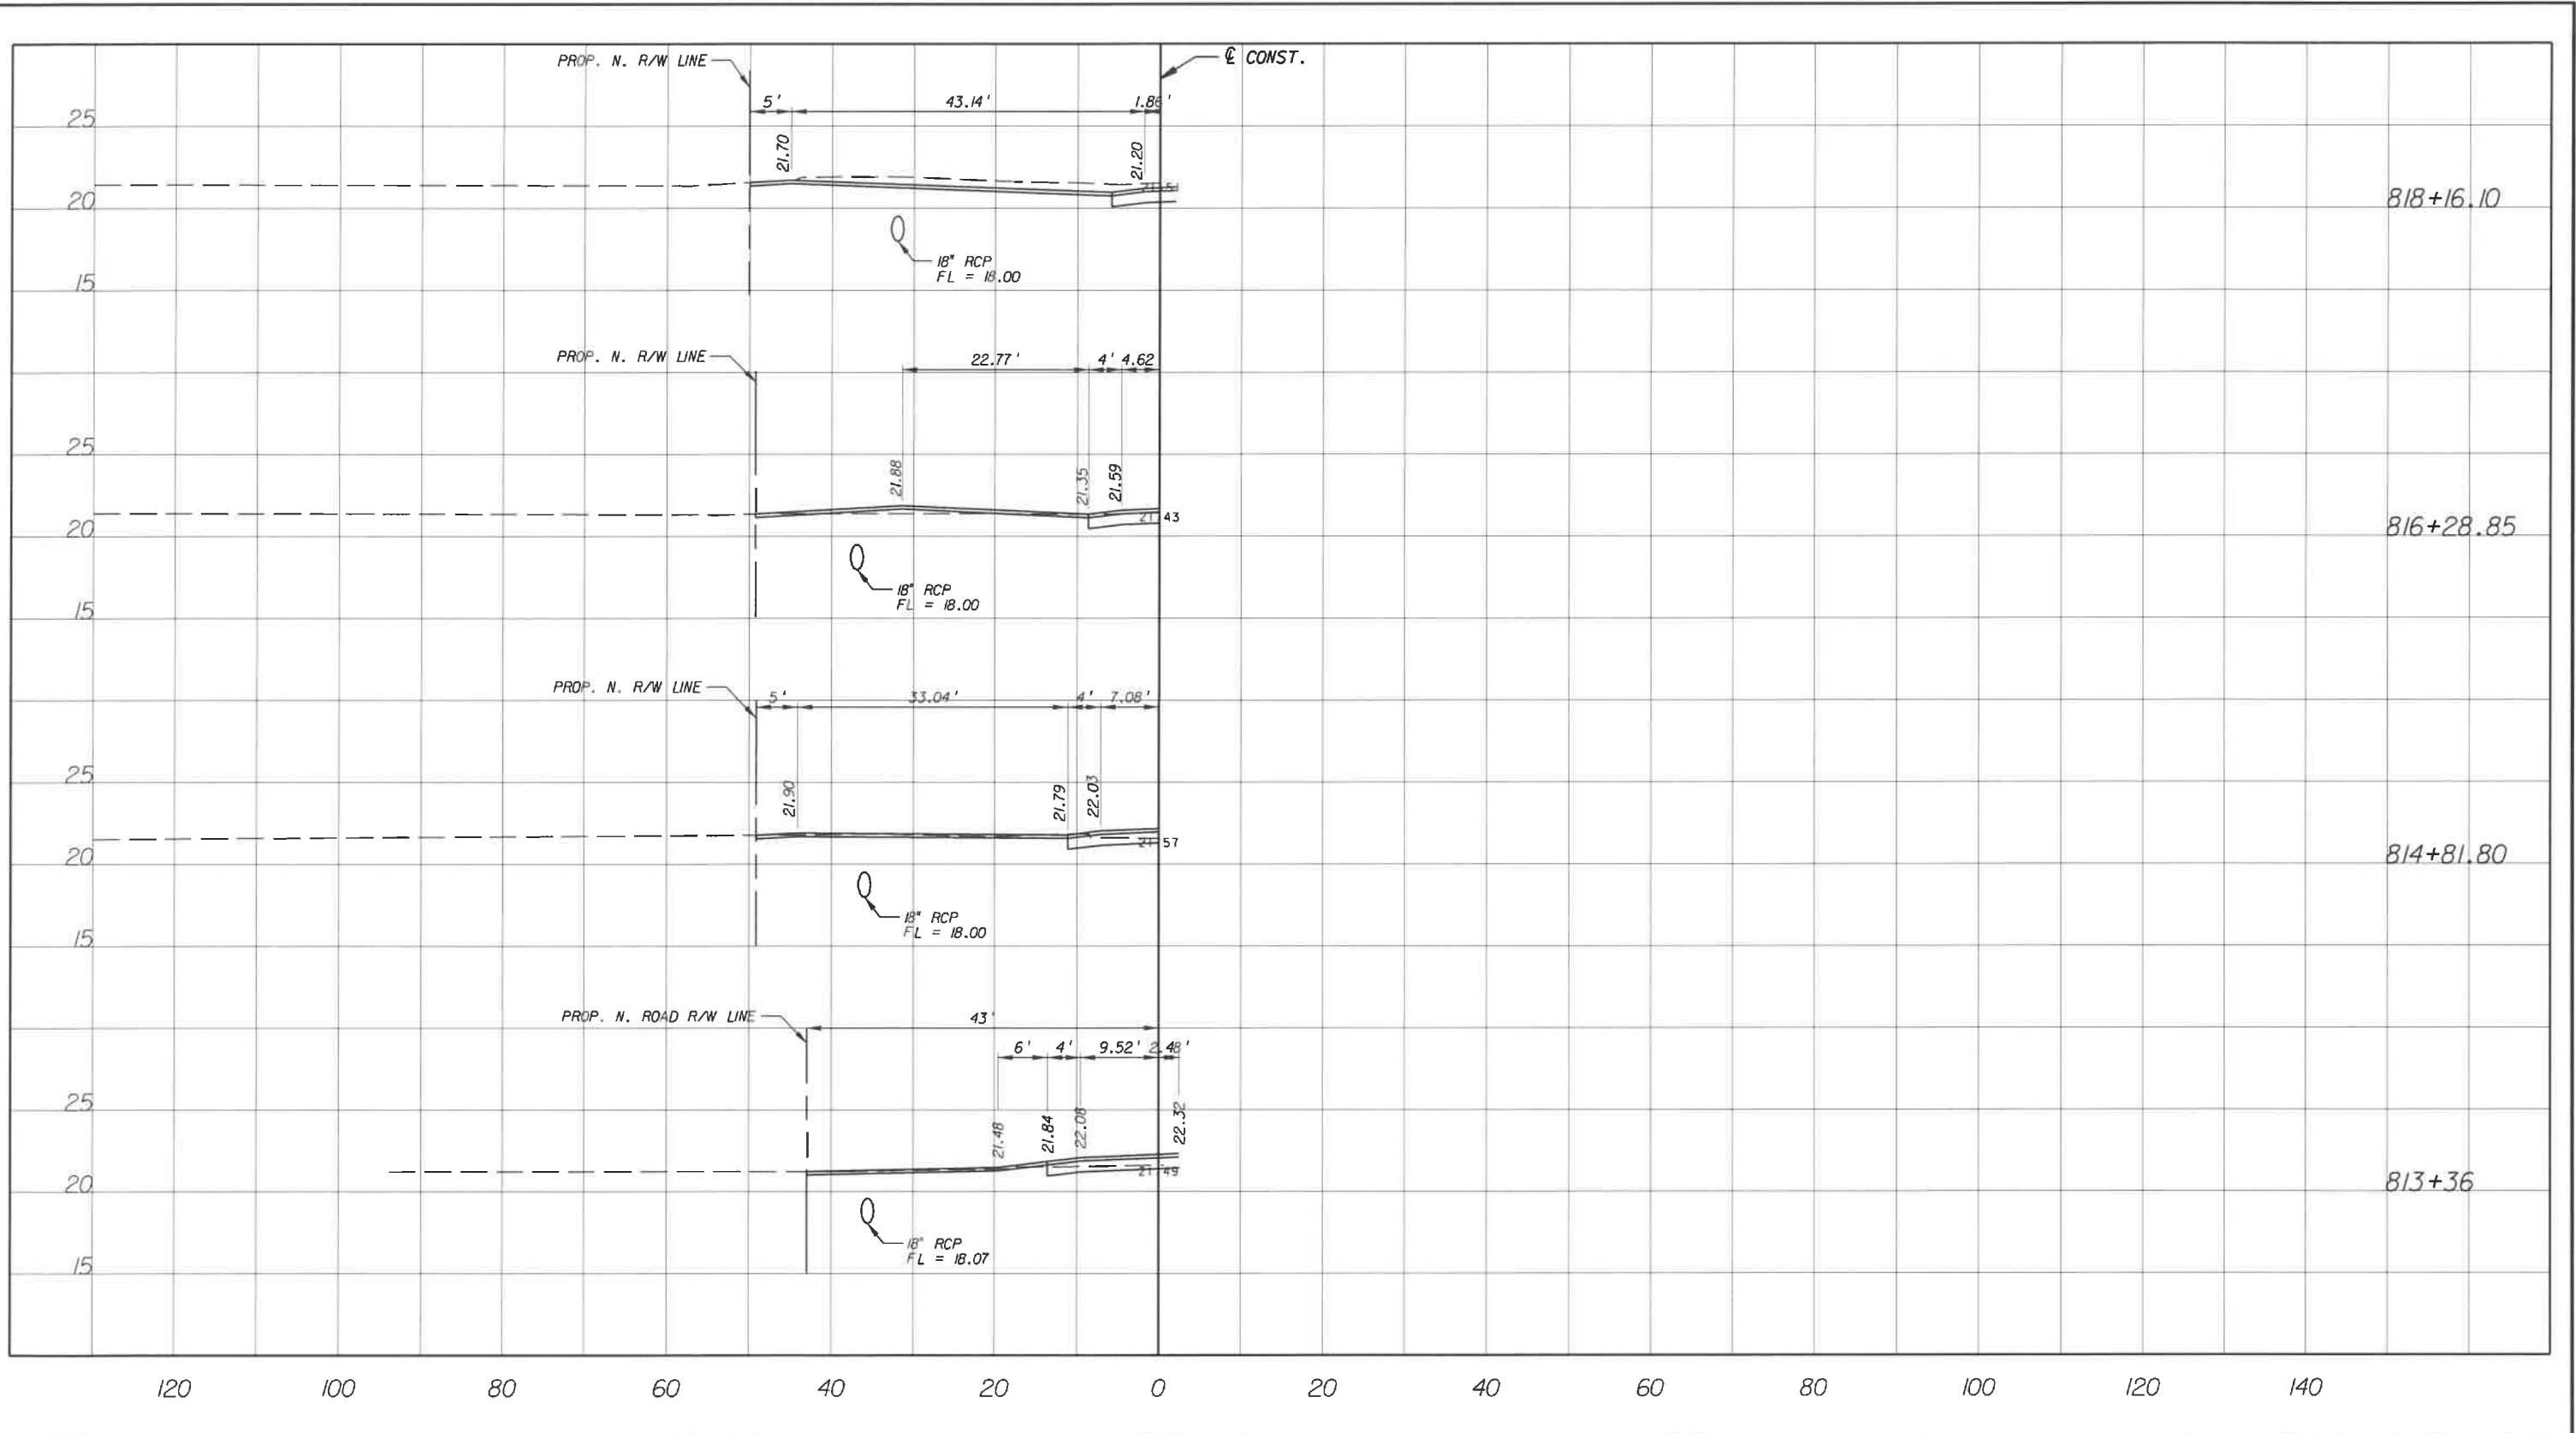 PROP. N. R/W LINE
℄ CONST.
5' 43.14' 1.86'
25
21.70 21.20
20
818+16.10
18" RCP
FL = 18.00
15
PROP. N. R/W LINE
22.77' 4' 4.62
25
21.88 21.35 21.59
21.43
20
816+28.85
18" RCP
FL = 18.00
15
PROP. N. R/W LINE
5' 33.04' 4' 7.08'
25
21.90 21.79 22.03
21.57
20
814+81.80
18" RCP
FL = 18.00
15
PROP. N. ROAD R/W LINE
43'
6' 4' 9.52' 2.48'
25
21.48 21.84 22.08 22.32
21.49
20
813+36
18" RCP
FL = 18.07
15
120 100 80 60 40 20 0 20 40 60 80 100 120 140